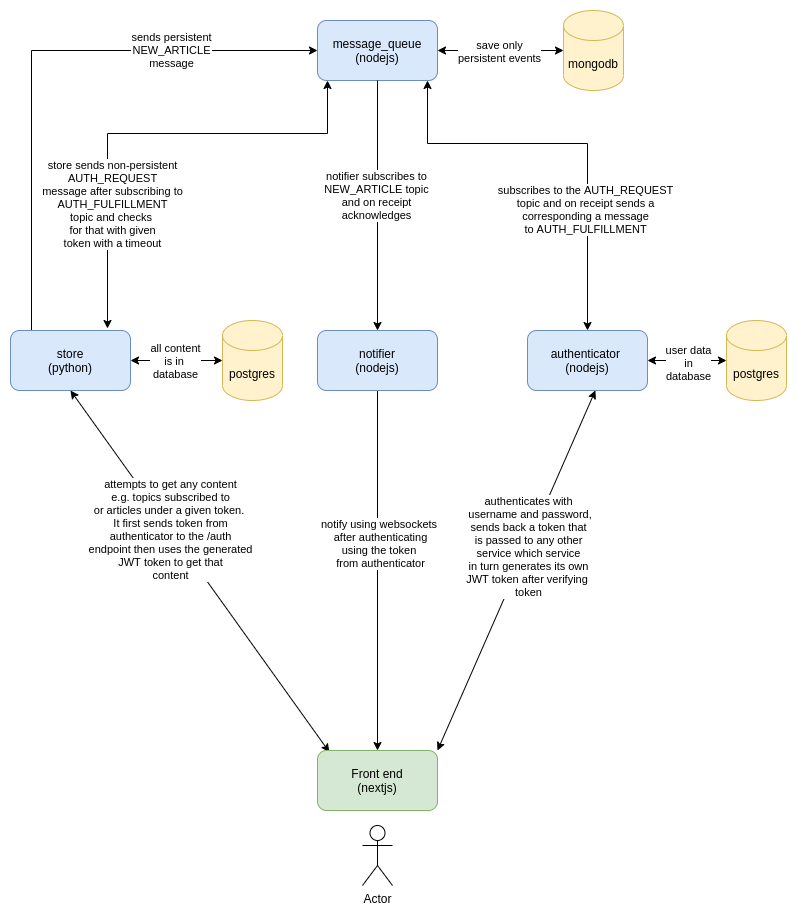 sends persistent
NEW_ARTICLE
message
message_queue
(nodejs)
save only
persistent events
mongodb
store sends non-persistent
AUTH_REQUEST
message after subscribing to
AUTH_FULFILLMENT
topic and checks
for that with given
token with a timeout
notifier subscribes to
NEW_ARTICLE topic
and on receipt
acknowledges
subscribes to the AUTH_REQUEST
topic and on receipt sends a
corresponding a message
to AUTH_FULFILLMENT
store
(python)
all content
is in
database
postgres
notifier
(nodejs)
authenticator
(nodejs)
user data
in
database
postgres
attempts to get any content
e.g. topics subscribed to
or articles under a given token.
It first sends token from
authenticator to the /auth
endpoint then uses the generated
JWT token to get that
content
notify using websockets
after authenticating
using the token
from authenticator
authenticates with
username and password,
sends back a token that
is passed to any other
service which service
in turn generates its own
JWT token after verifying
token
Front end
(nextjs)
Actor